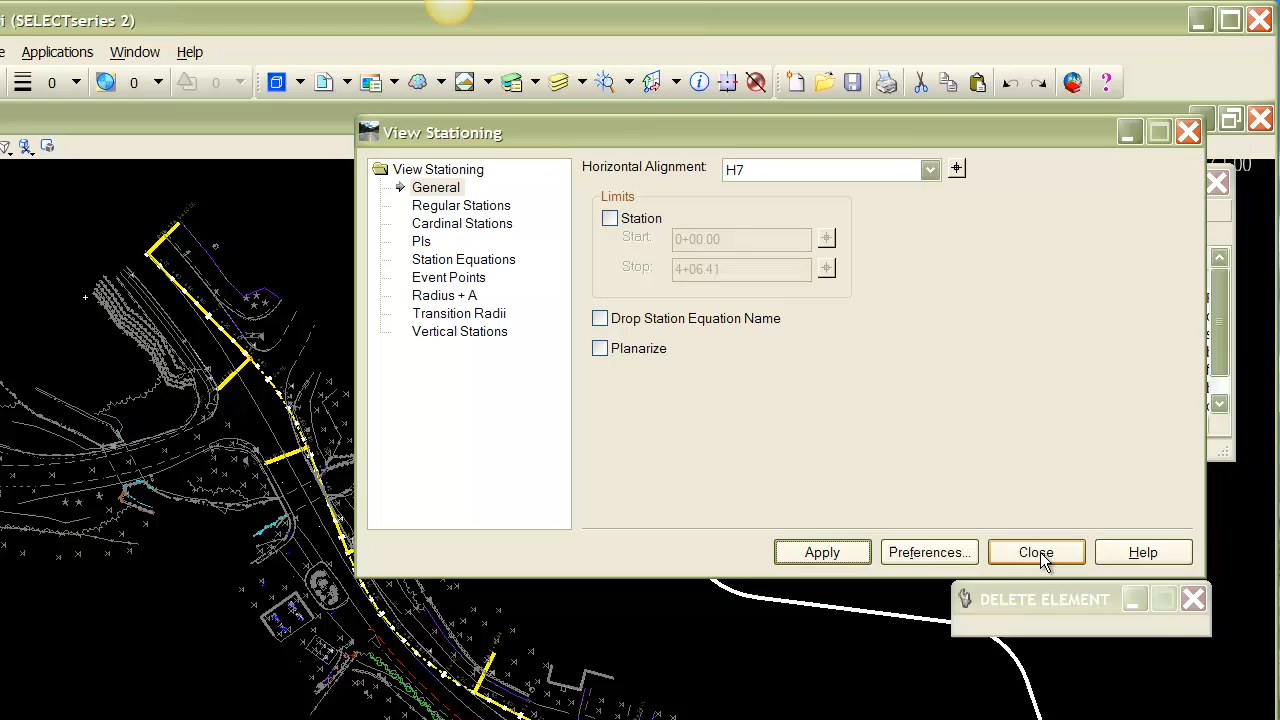 i (SELECTseries 2)
e Applications Window Help
0 0 0
View Stationing
View Stationing
General
Regular Stations
Cardinal Stations
PIs
Station Equations
Event Points
Radius + A
Transition Radii
Vertical Stations
Horizontal Alignment: H7
Limits
Station
Start: 0+00.00
Stop: 4+06.41
Drop Station Equation Name
Planarize
Apply Preferences... Close Help
DELETE ELEMENT